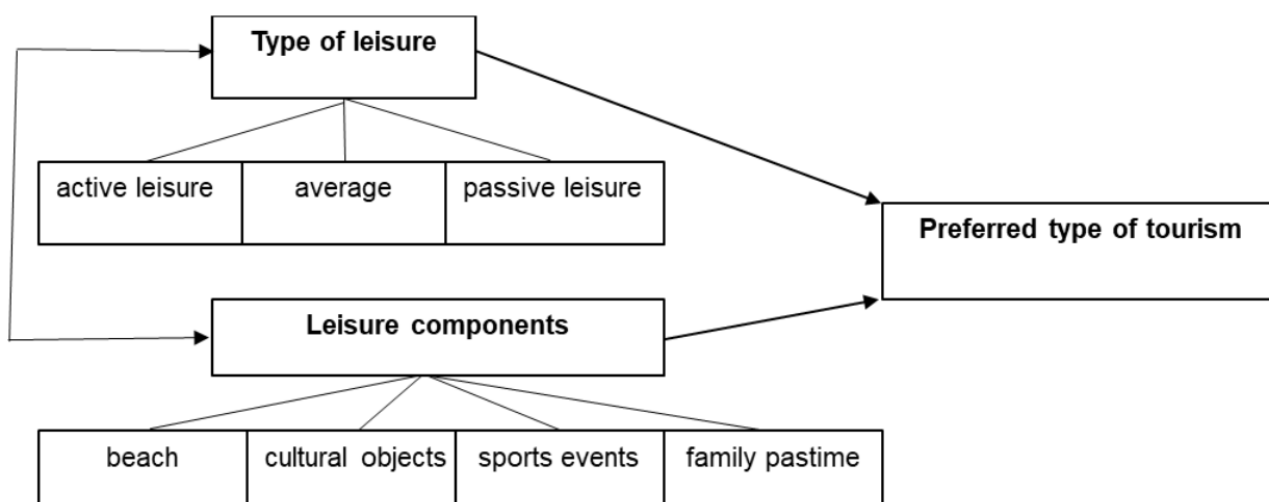 Type of leisure
active leisure
average
passive leisure
Preferred type of tourism
Leisure components
beach
cultural objects
sports events
family pastime